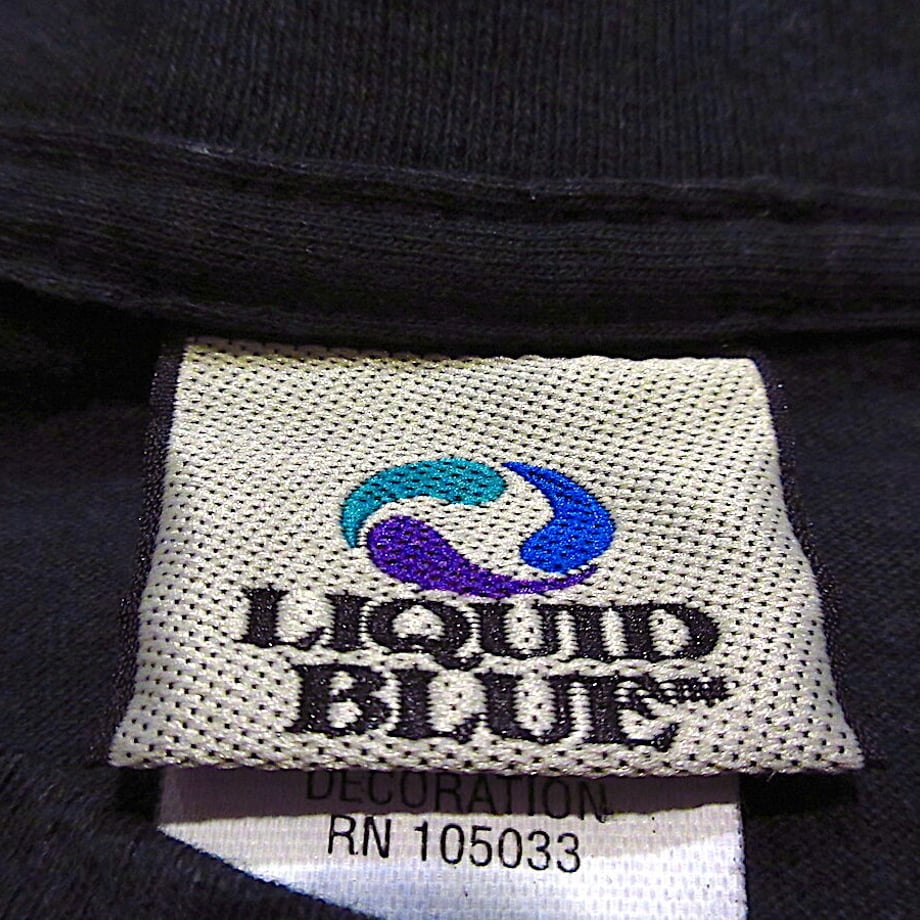 LIQUID
BLUE™
DECORATION
RN 105033